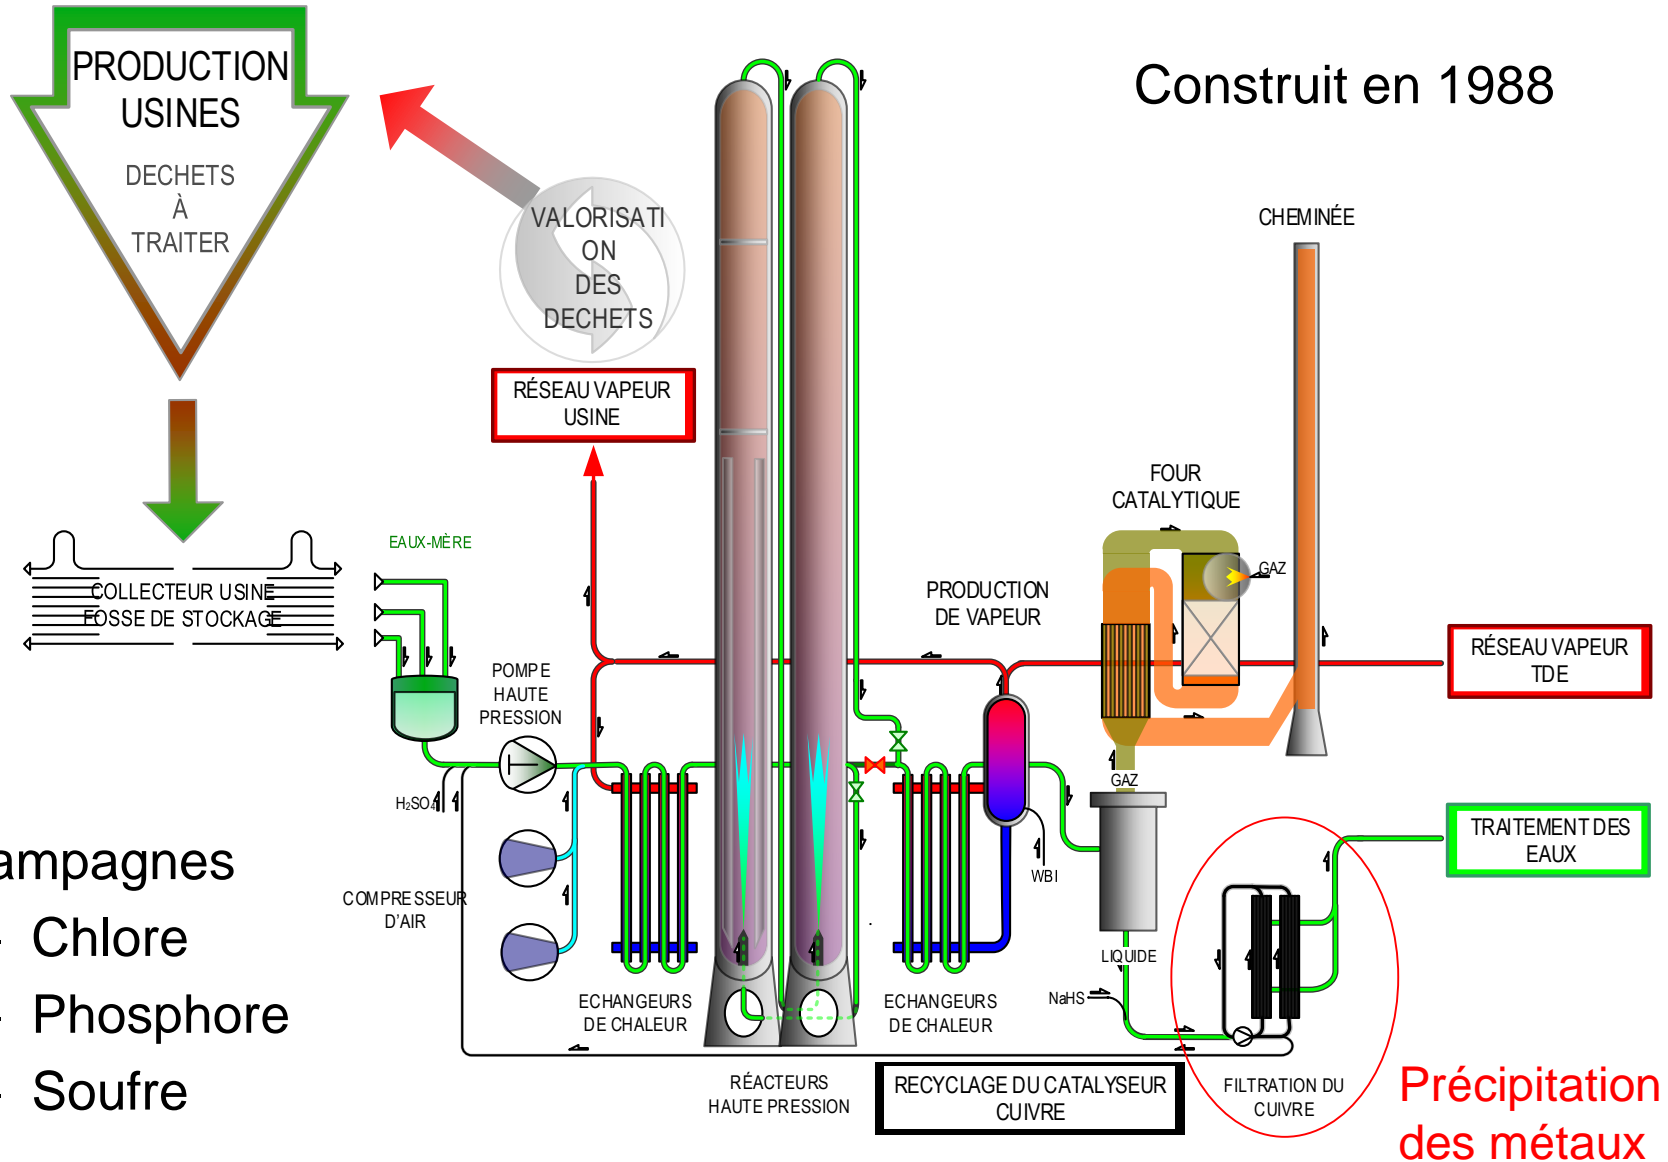 PRODUCTION
USINES
DECHETS
À
TRAITER
Construit en 1988
VALORISATI
ON
DES
DECHETS
CHEMINÉE
RÉSEAU VAPEUR
USINE
FOUR
CATALYTIQUE
GAZ
EAUX-MÈRE
COLLECTEUR USINE
FOSSE DE STOCKAGE
PRODUCTION
DE VAPEUR
POMPE
HAUTE
PRESSION
RÉSEAU VAPEUR
TDE
H₂SO₄
GAZ
TRAITEMENT DES
EAUX
WBI
COMPRESSEUR
D'AIR
ampagnes
- Chlore
- Phosphore
- Soufre
LIQUIDE
NaHS
ECHANGEURS
DE CHALEUR
ECHANGEURS
DE CHALEUR
RÉACTEURS
HAUTE PRESSION
RECYCLAGE DU CATALYSEUR
CUIVRE
FILTRATION DU
CUIVRE
Précipitation
des métaux